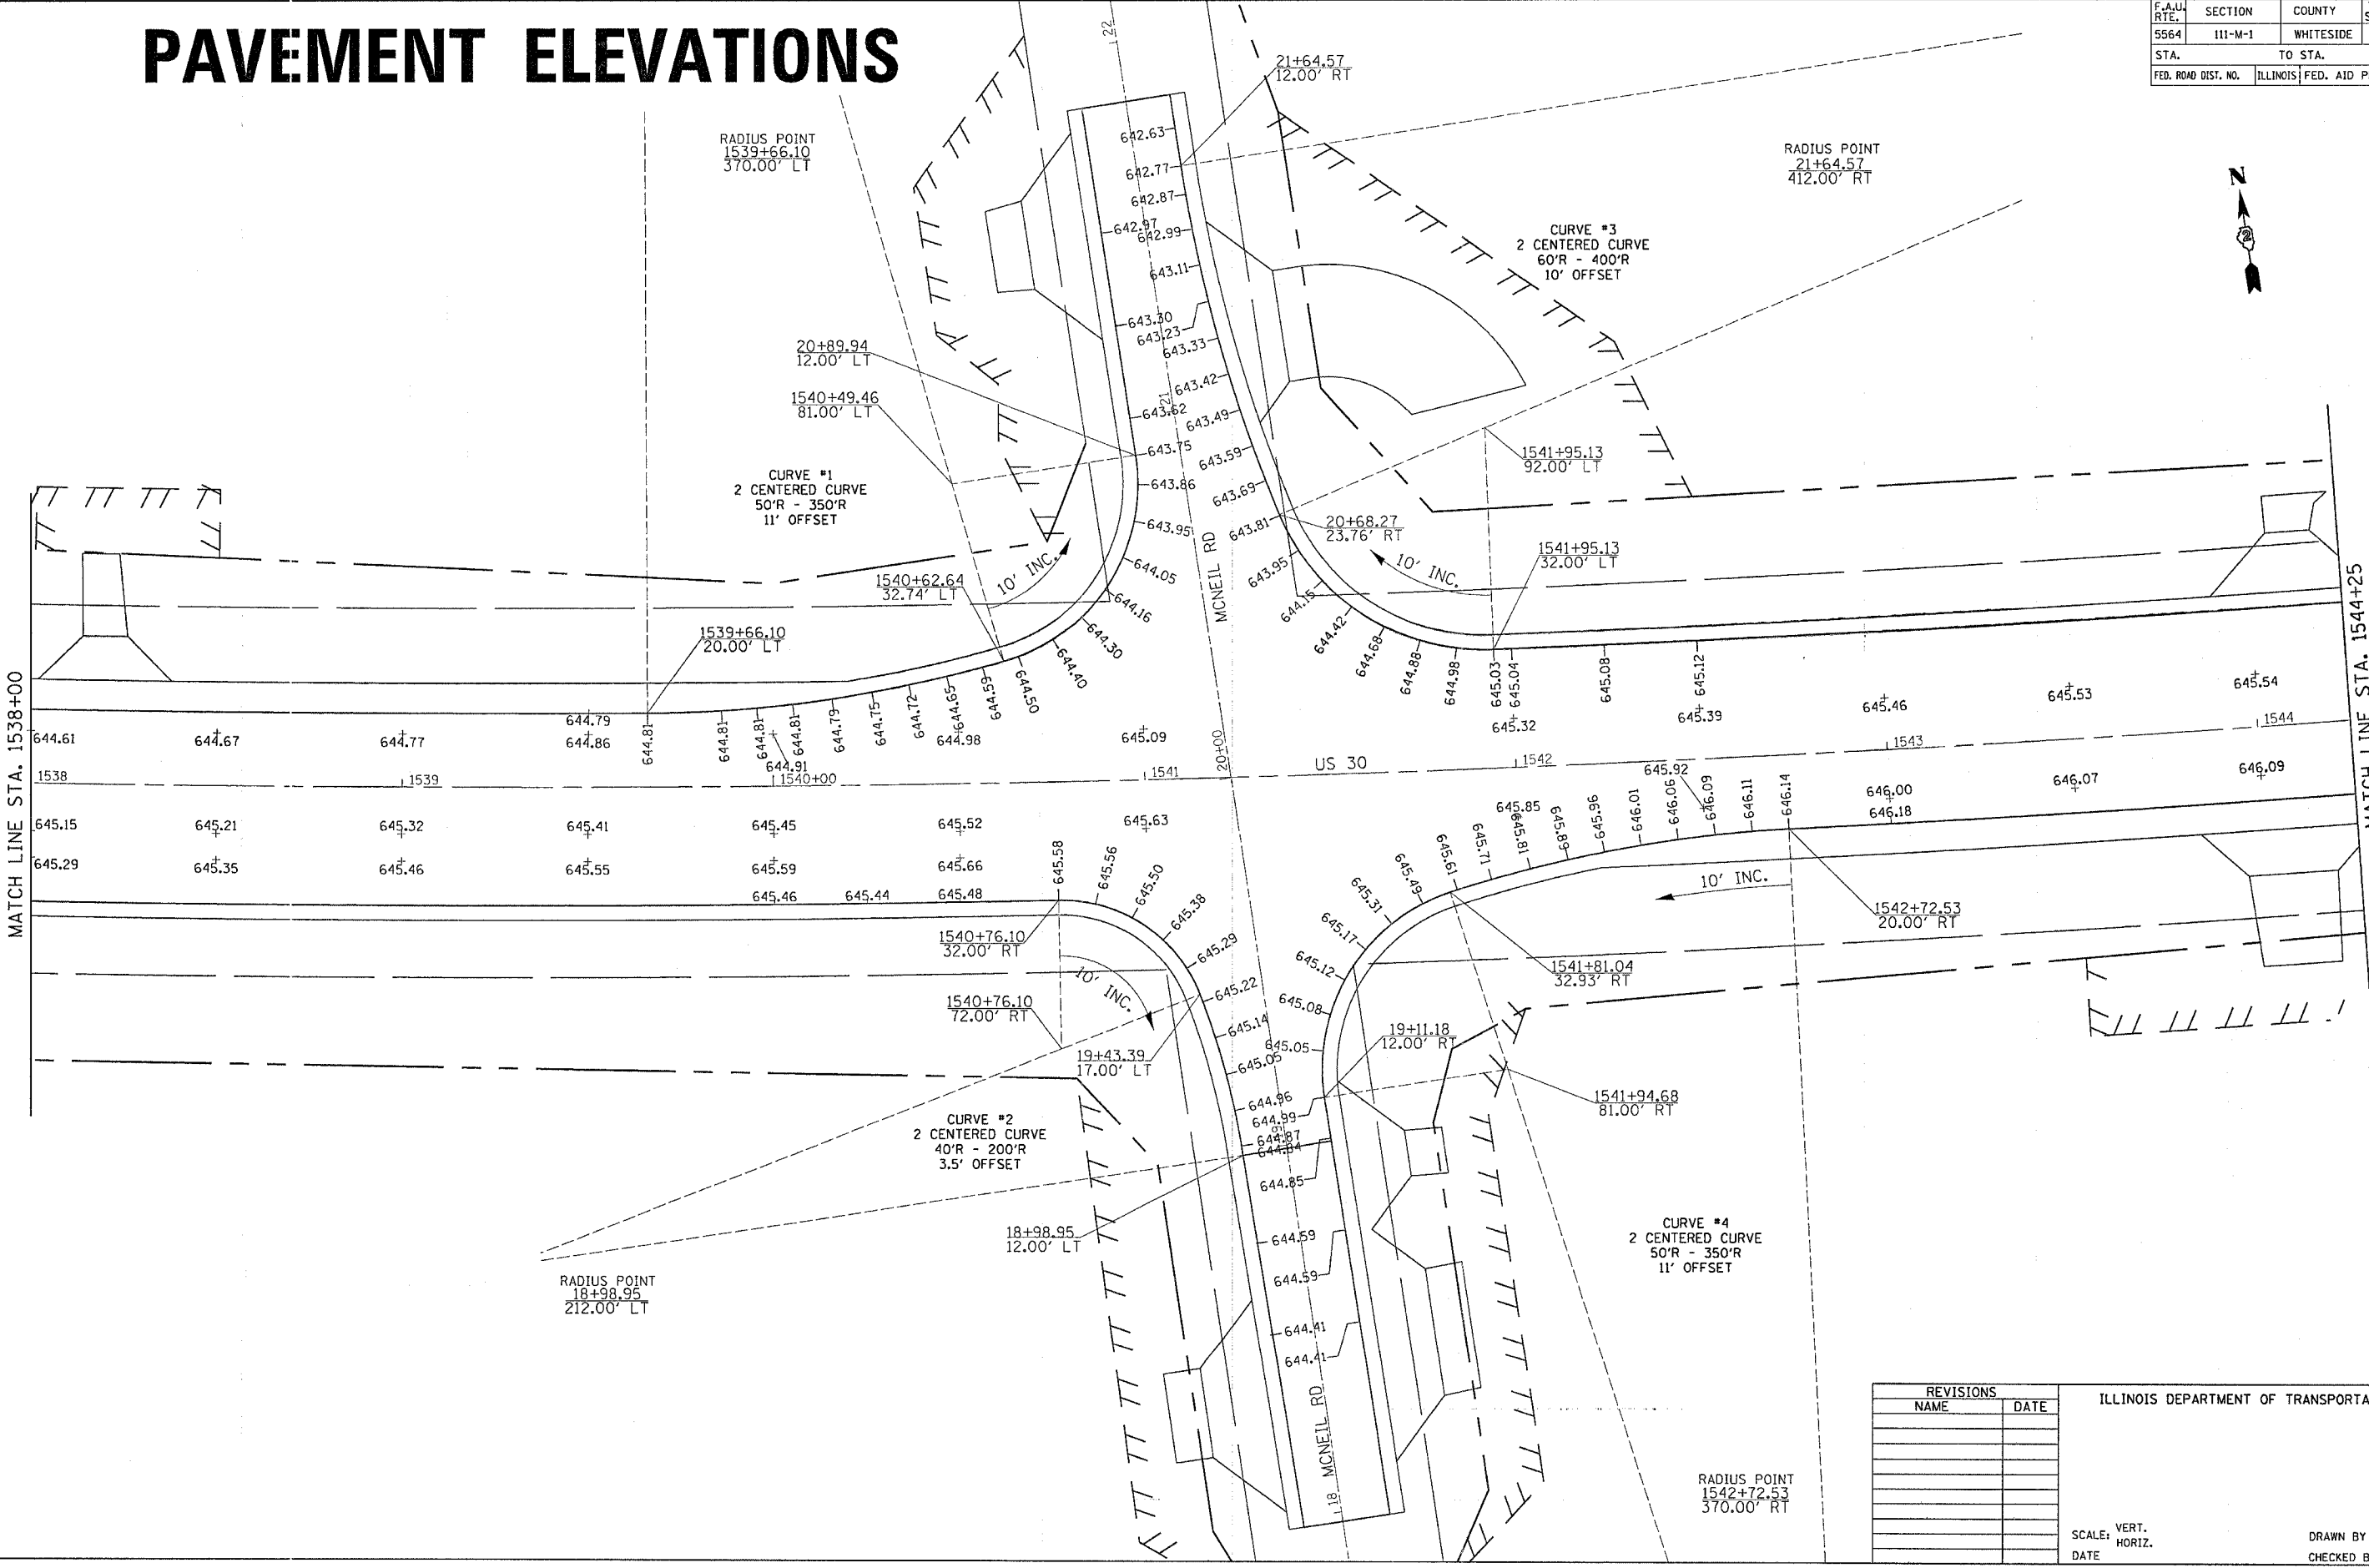 PAVEMENT ELEVATIONS
F.A.U. RTE. SECTION COUNTY
5564 111-M-1 WHITESIDE
STA. TO STA.
FED. ROAD DIST. NO. ILLINOIS FED. AID
22
21+64.57
12.00' RT
RADIUS POINT
1539+66.10
370.00' LT
RADIUS POINT
21+64.57
412.00' RT
N
2
CURVE #3
2 CENTERED CURVE
60'R - 400'R
10' OFFSET
642.63
642.77
642.87
642.97
642.99
643.11
643.30
643.23
643.33
643.42
643.62
643.49
643.75
643.59
643.86
643.69
643.95
643.81
644.05
643.95
644.16
644.15
644.30
644.42
644.40
644.68
644.50
644.88
644.59
644.98
21
20+89.94
12.00' LT
1540+49.46
81.00' LT
CURVE #1
2 CENTERED CURVE
50'R - 350'R
11' OFFSET
1540+62.64
32.74' LT
10' INC.
1539+66.10
20.00' LT
MCNEIL RD
20+68.27
23.76' RT
1541+95.13
92.00' LT
1541+95.13
32.00' LT
10' INC.
MATCH LINE STA. 1538+00
MATCH LINE STA. 1544+25
644.61
644.67
644.77
644.79
644.86
644.81
644.81
644.81
644.81
644.91
644.79
644.75
644.72
644.65
644.98
645.09
645.03
645.04
645.08
645.12
645.32
645.39
645.46
645.53
645.54
1538
1539
1540+00
1541
20+00
US 30
1542
1543
1544
645.15
645.21
645.32
645.41
645.45
645.52
645.63
645.29
645.35
645.46
645.55
645.59
645.66
645.46
645.44
645.48
645.58
645.56
645.50
645.38
645.29
645.22
645.14
645.05
644.96
644.99
644.87
644.84
644.85
645.92
645.85
645.61
645.71
645.81
645.89
645.96
646.01
646.06
646.09
646.11
646.14
646.00
646.18
646.07
646.09
645.49
645.31
645.17
645.12
645.08
645.05
10' INC.
1542+72.53
20.00' RT
1540+76.10
32.00' RT
1540+76.10
72.00' RT
10' INC.
19+43.39
17.00' LT
1541+81.04
32.93' RT
19+11.18
12.00' RT
1541+94.68
81.00' RT
CURVE #2
2 CENTERED CURVE
40'R - 200'R
3.5' OFFSET
18+98.95
12.00' LT
RADIUS POINT
18+98.95
212.00' LT
CURVE #4
2 CENTERED CURVE
50'R - 350'R
11' OFFSET
644.59
644.59
644.41
644.41
MCNEIL RD
18
RADIUS POINT
1542+72.53
370.00' RT
REVISIONS
NAME DATE
ILLINOIS DEPARTMENT OF
SCALE: VERT.
HORIZ.
DATE
DRAWN BY
CHECKED